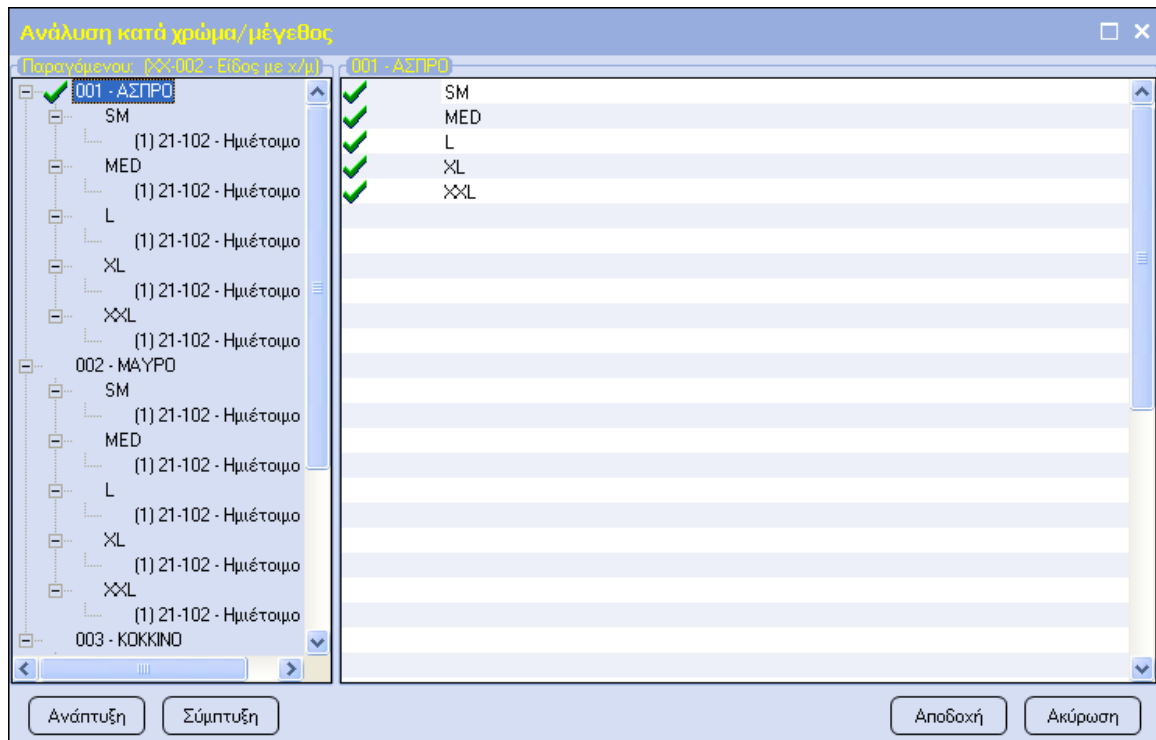 Ανάλυση κατά χρώμα/μέγεθος
Παραγόμενου: (XX-002 - Είδος με χ/μ)
001 - ΑΣΠΡΟ
SM
(1) 21-102 - Ημιέτοιμο
MED
(1) 21-102 - Ημιέτοιμο
L
(1) 21-102 - Ημιέτοιμο
XL
(1) 21-102 - Ημιέτοιμο
XXL
(1) 21-102 - Ημιέτοιμο
002 - ΜΑΥΡΟ
SM
(1) 21-102 - Ημιέτοιμο
MED
(1) 21-102 - Ημιέτοιμο
L
(1) 21-102 - Ημιέτοιμο
XL
(1) 21-102 - Ημιέτοιμο
XXL
(1) 21-102 - Ημιέτοιμο
003 - ΚΟΚΚΙΝΟ
001 - ΑΣΠΡΟ
SM
MED
L
XL
XXL
Ανάπτυξη
Σύμπτυξη
Αποδοχή
Ακύρωση